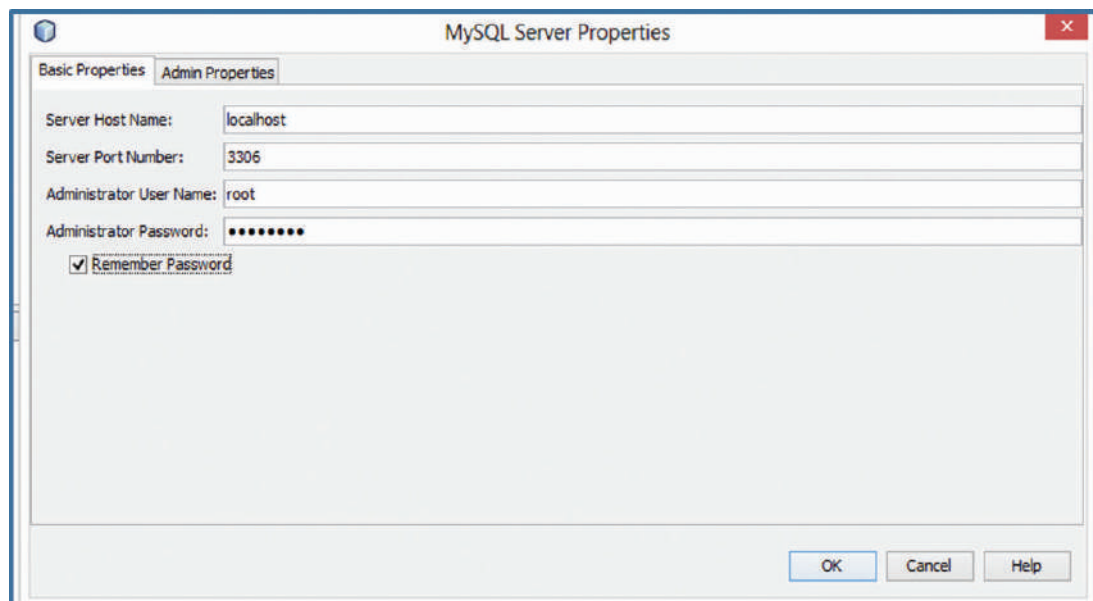 MySQL Server Properties
Basic Properties Admin Properties
Server Host Name: localhost
Server Port Number: 3306
Administrator User Name: root
Administrator Password: ••••••••
Remember Password
OK Cancel Help